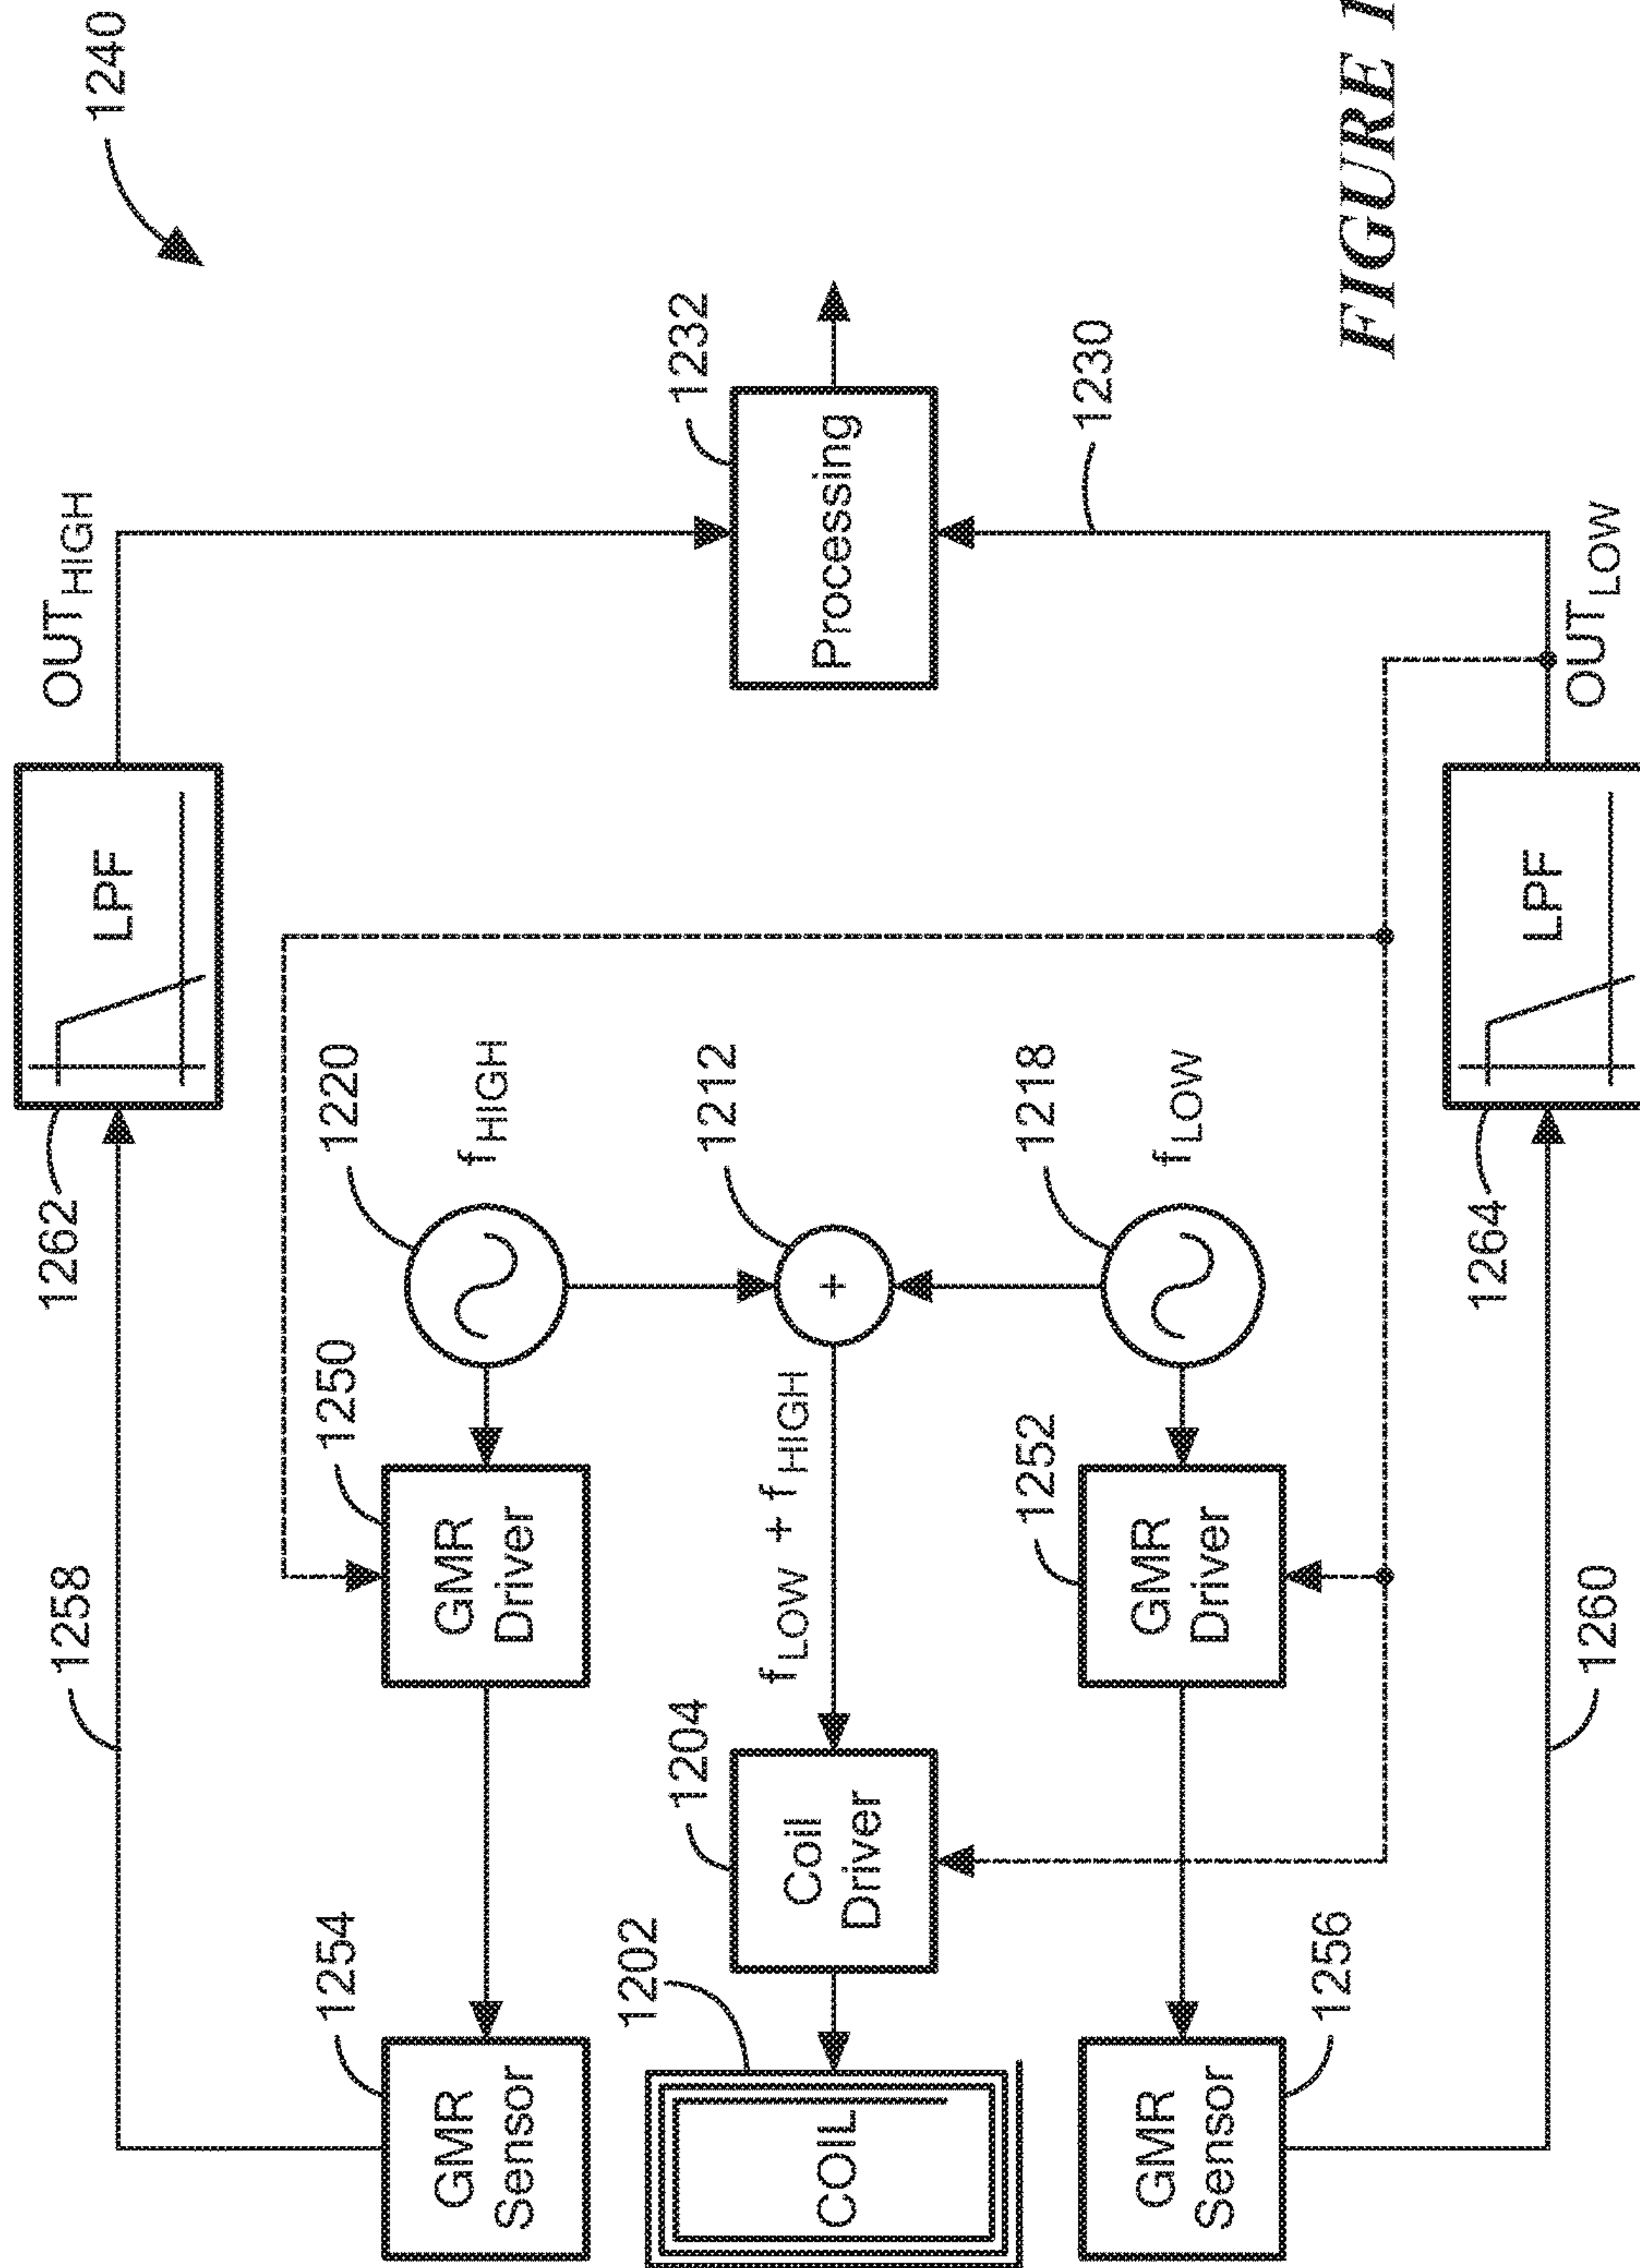 1240
1258
1262
LPF
OUT HIGH
1254
GMR
Sensor
1250
GMR
Driver
1220
f HIGH
1202
COIL
1204
Coil
Driver
f LOW + f HIGH
1212
+
1232
Processing
1256
GMR
Sensor
1252
GMR
Driver
1218
f LOW
1230
1260
1264
LPF
OUT LOW
FIGURE 1